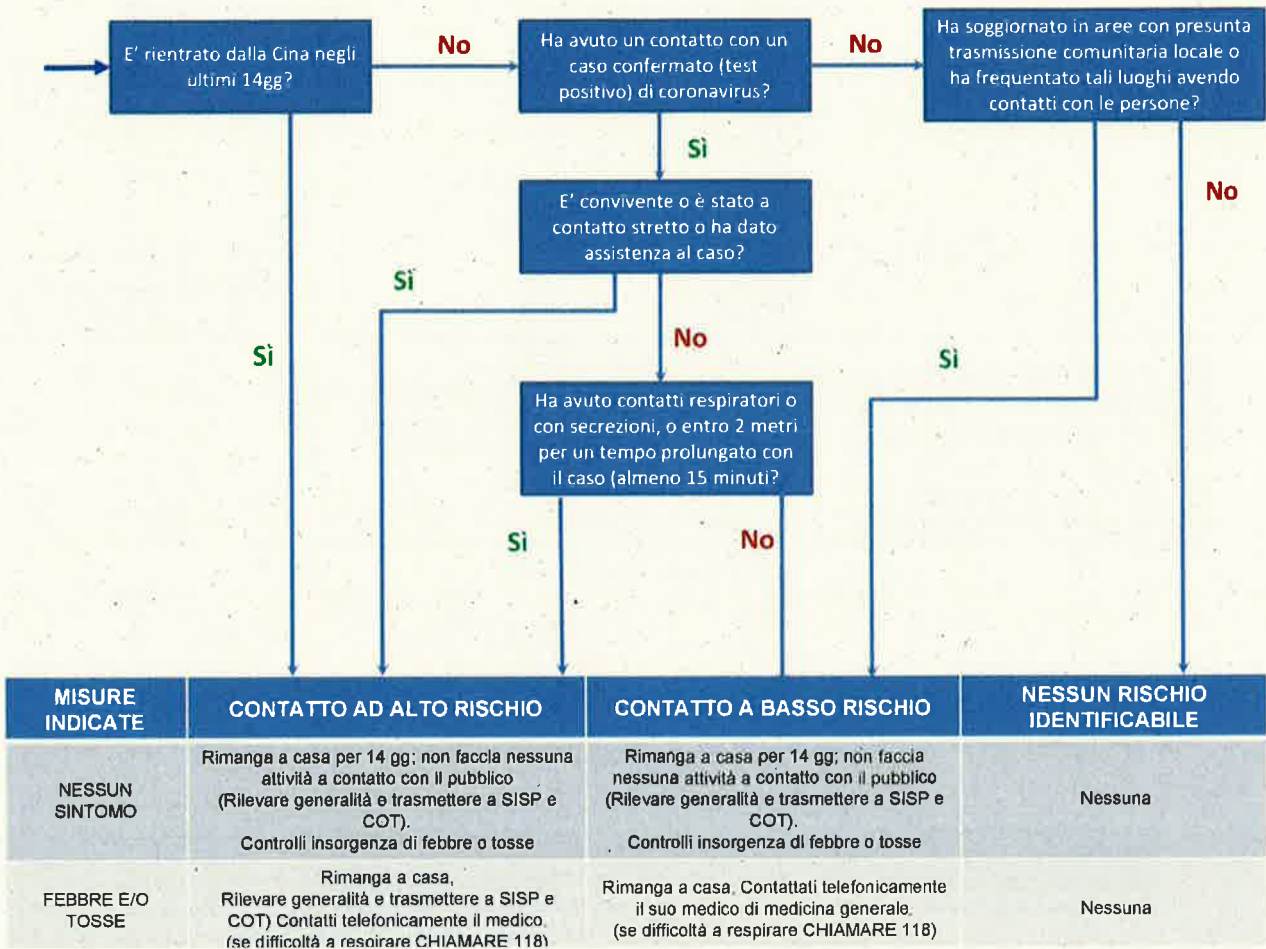 E' rientrato dalla Cina negli
ultimi 14gg?
No
Ha avuto un contatto con un
caso confermato (test
positivo) di coronavirus?
No
Ha soggiornato in aree con presunta
trasmissione comunitaria locale o
ha frequentato tali luoghi avendo
contatti con le persone?
Sì
No
E' convivente o è stato a
contatto stretto o ha dato
assistenza al caso?
Sì
No
Sì
Sì
Ha avuto contatti respiratori o
con secrezioni, o entro 2 metri
per un tempo prolungato con
il caso (almeno 15 minuti?
Sì
No
MISURE
INDICATE
CONTATTO AD ALTO RISCHIO
CONTATTO A BASSO RISCHIO
NESSUN RISCHIO
IDENTIFICABILE
NESSUN
SINTOMO
Rimanga a casa per 14 gg; non faccia nessuna
attività a contatto con il pubblico
(Rilevare generalità e trasmettere a SISP e
COT).
Controlli insorgenza di febbre o tosse
Rimanga a casa per 14 gg; non faccia
nessuna attività a contatto con il pubblico
(Rilevare generalità e trasmettere a SISP e
COT).
Controlli insorgenza di febbre o tosse
Nessuna
FEBBRE E/O
TOSSE
Rimanga a casa,
Rilevare generalità e trasmettere a SISP e
COT) Contatti telefonicamente il medico,
(se difficoltà a respirare CHIAMARE 118)
Rimanga a casa, Contattati telefonicamente
il suo medico di medicina generale,
(se difficoltà a respirare CHIAMARE 118)
Nessuna